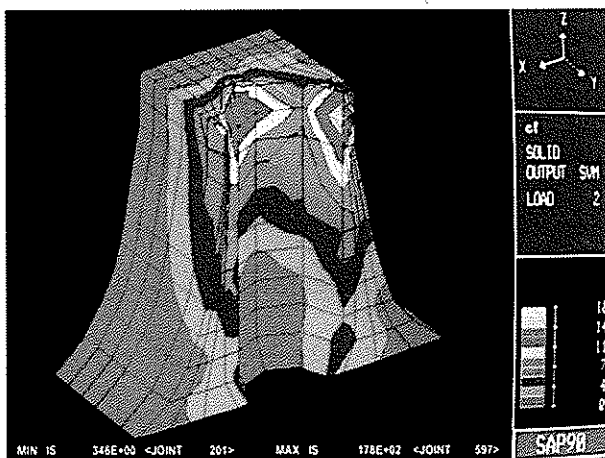 Z
X
Y
cf
SOLID
OUTPUT SVM
LOAD 2
SAP90
MIN IS 346E+00 <JOINT 201> MAX IS 178E+02 <JOINT 597>